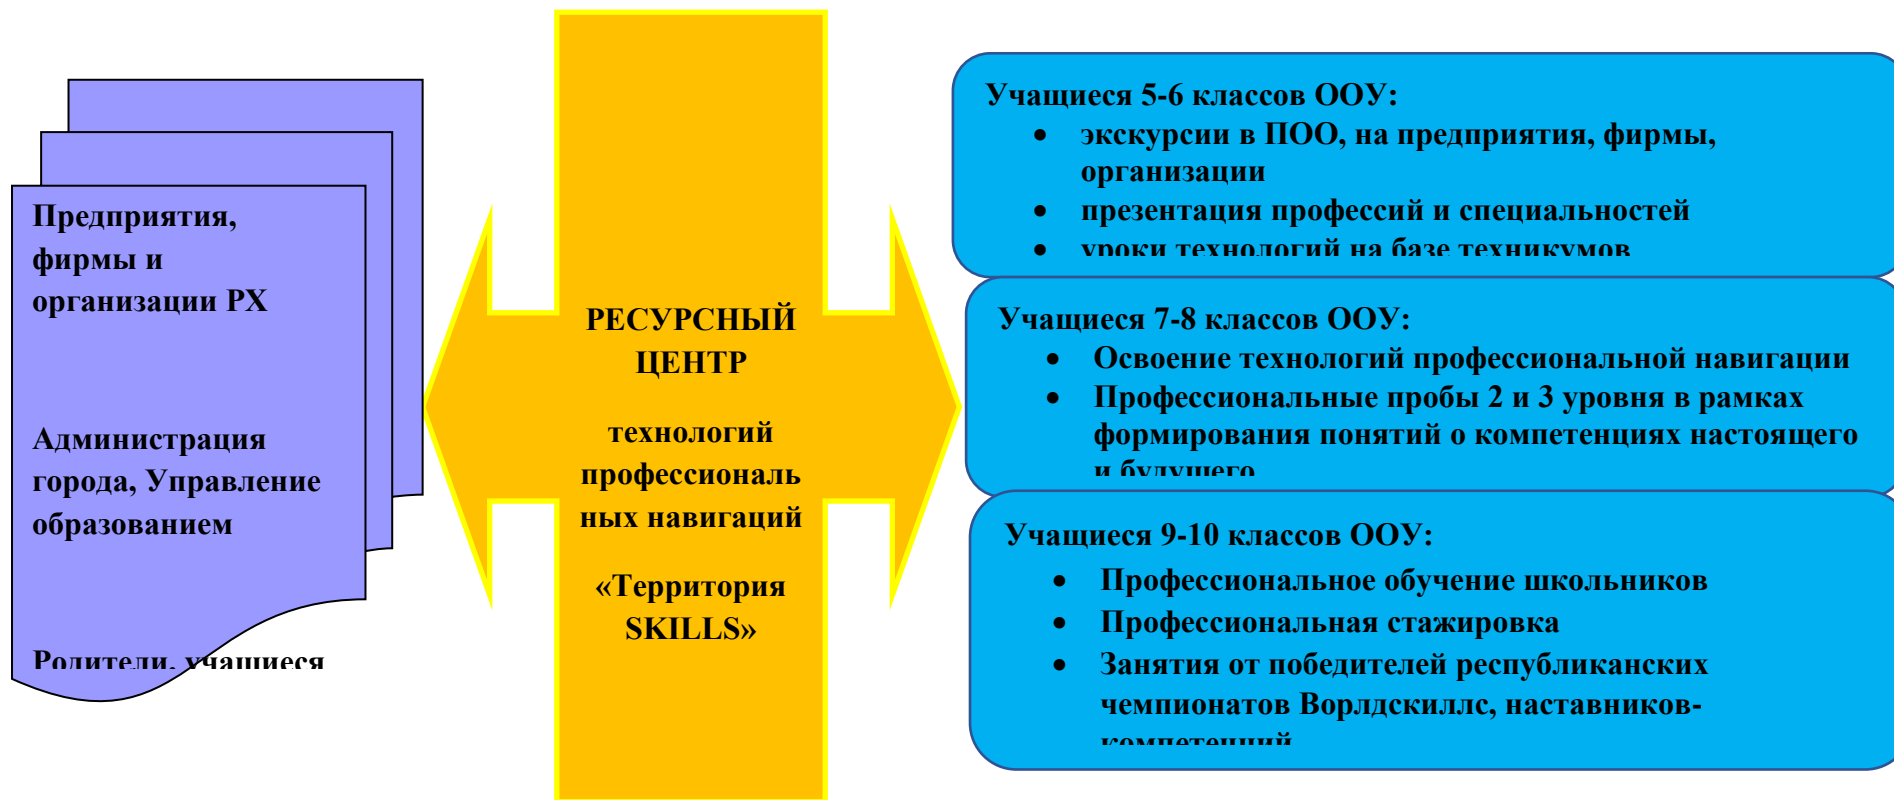 Предприятия,
фирмы и
организации РХ
Администрация
города, Управление
образованием
Родители, учащиеся
РЕСУРСНЫЙ
ЦЕНТР
технологий
профессиональ
ных навигаций
«Территория
SKILLS»
Учащиеся 5-6 классов ООУ:
• экскурсии в ПОО, на предприятия, фирмы,
организации
• презентация профессий и специальностей
• уроки технологий на базе техникумов
Учащиеся 7-8 классов ООУ:
• Освоение технологий профессиональной навигации
• Профессиональные пробы 2 и 3 уровня в рамках
формирования понятий о компетенциях настоящего
и будущего
Учащиеся 9-10 классов ООУ:
• Профессиональное обучение школьников
• Профессиональная стажировка
• Занятия от победителей республиканских
чемпионатов Ворлдскиллс, наставников-
компетенций